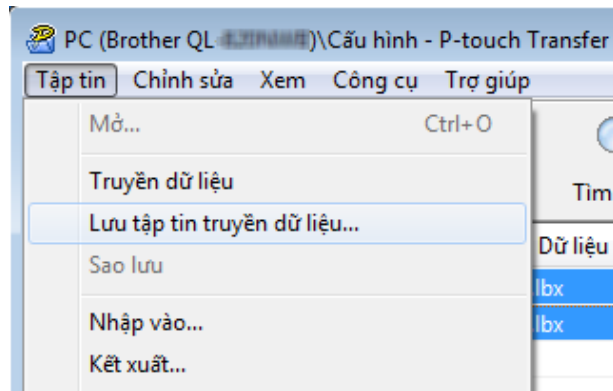 PC (Brother QL )\Cấu hình - P-touch Transfer
Tập tin Chỉnh sửa Xem Công cụ Trợ giúp
Mở... Ctrl+O
Truyền dữ liệu
Tìm
Lưu tập tin truyền dữ liệu...
Dữ liệu
Sao lưu
lbx
Nhập vào...
lbx
Kết xuất...